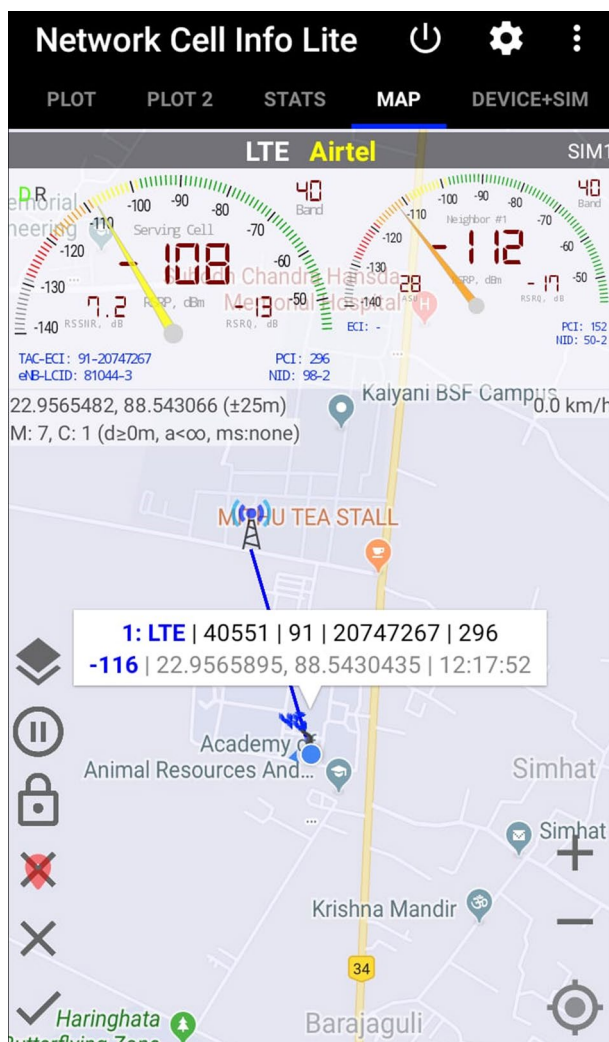 Network Cell Info Lite
PLOT PLOT 2 STATS MAP DEVICE+SIM
LTE Airtel SIM1
D R
-140 -130 -120 -110 -100 -90 -80 -70 -60 -50
40
Band
Serving Cell
-108
RSRP, dBm
7.2
RSSNR, dB
-13
RSRQ, dB
TAC-ECI: 91-20747267 PCI: 296
eNB-LCID: 81044-3 NID: 98-2
-140 -130 -120 -110 -100 -90 -80 -70 -60 -50
40
Band
Neighbor #1
-112
RSRP, dBm
28
ASU
-17
RSRQ, dB
ECI: - PCI: 152
NID: 50-2
Subodh Chandra Hansda
Memorial Hospital
H
22.9565482, 88.543066 (±25m) 0.0 km/h
M: 7, C: 1 (d≥0m, a<∞, ms:none)
Kalyani BSF Campus
TEA STALL
1: LTE | 40551 | 91 | 20747267 | 296
-116 | 22.9565895, 88.5430435 | 12:17:52
Academy of
Animal Resources And...
Simhat
Simhat
Krishna Mandir
34
Haringhata
Barajaguli